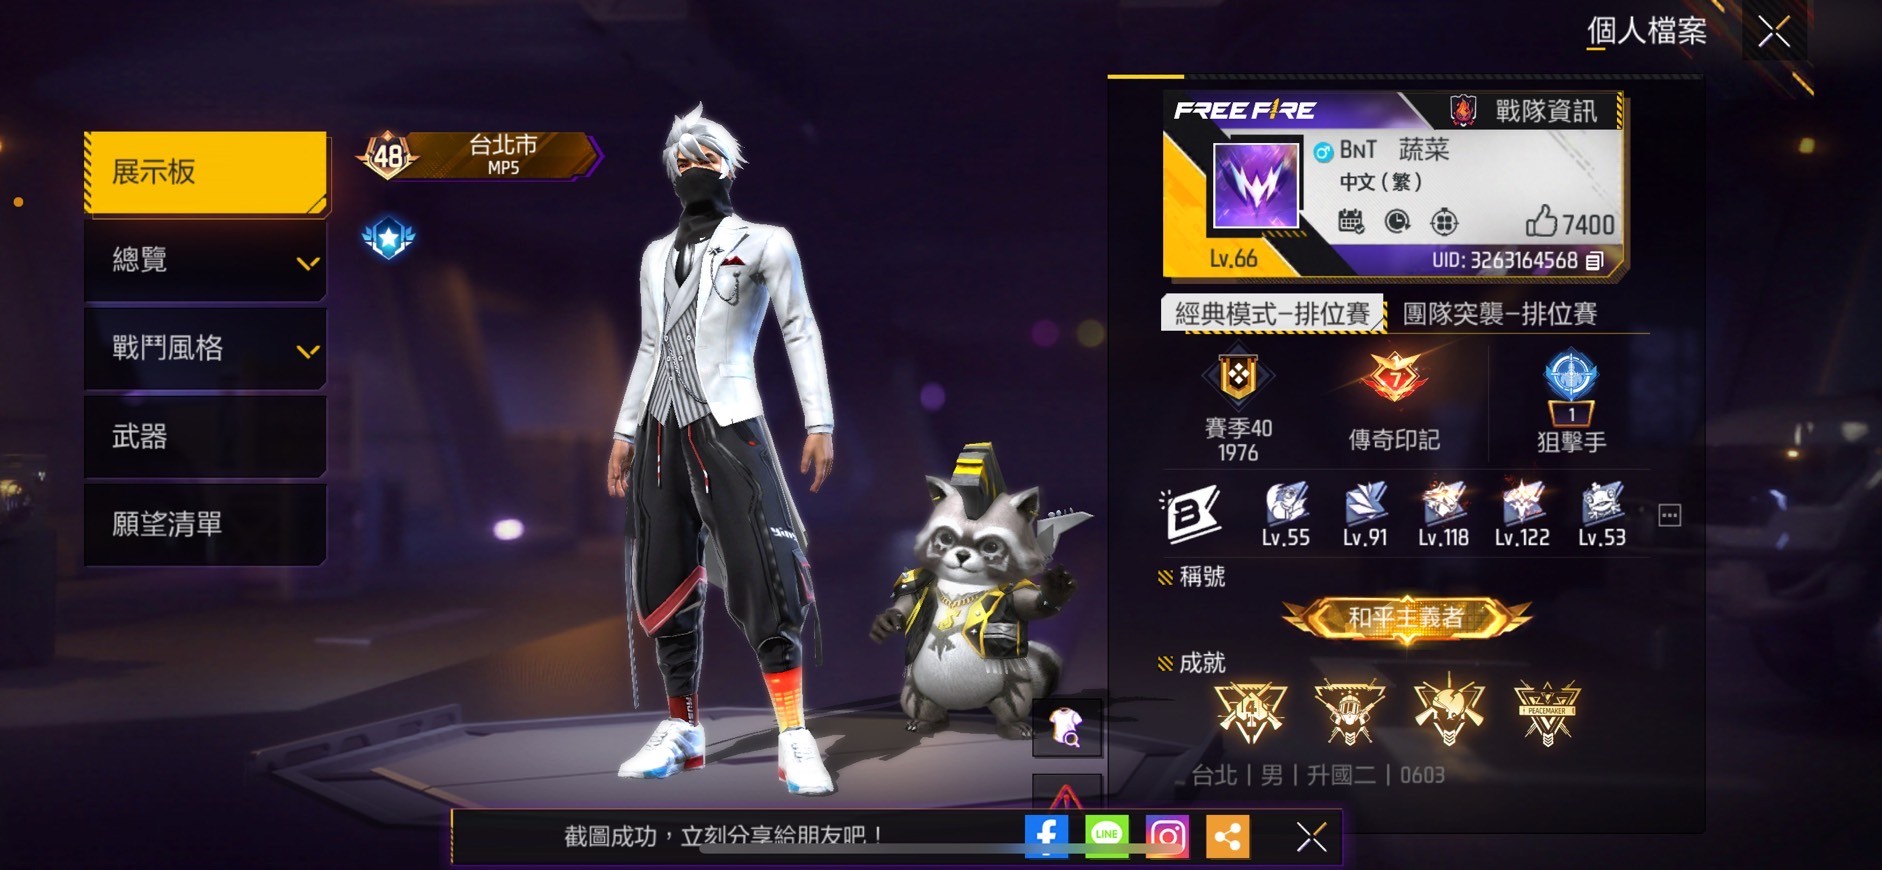 個人檔案
展示板
總覽
戰鬥風格
武器
願望清單
48
台北市
MP5
FREE FIRE
戰隊資訊
BNT 蔬菜
中文(繁)
7400
Lv.66
UID: 3263164568
經典模式-排位賽
團隊突襲-排位賽
賽季40
1976
7
傳奇印記
1
狙擊手
B
Lv.55
Lv.91
Lv.118
Lv.122
Lv.53
稱號
和平主義者
成就
14
PEACEMAKER
台北|男|升國二|0603
截圖成功，立刻分享給朋友吧！
LINE